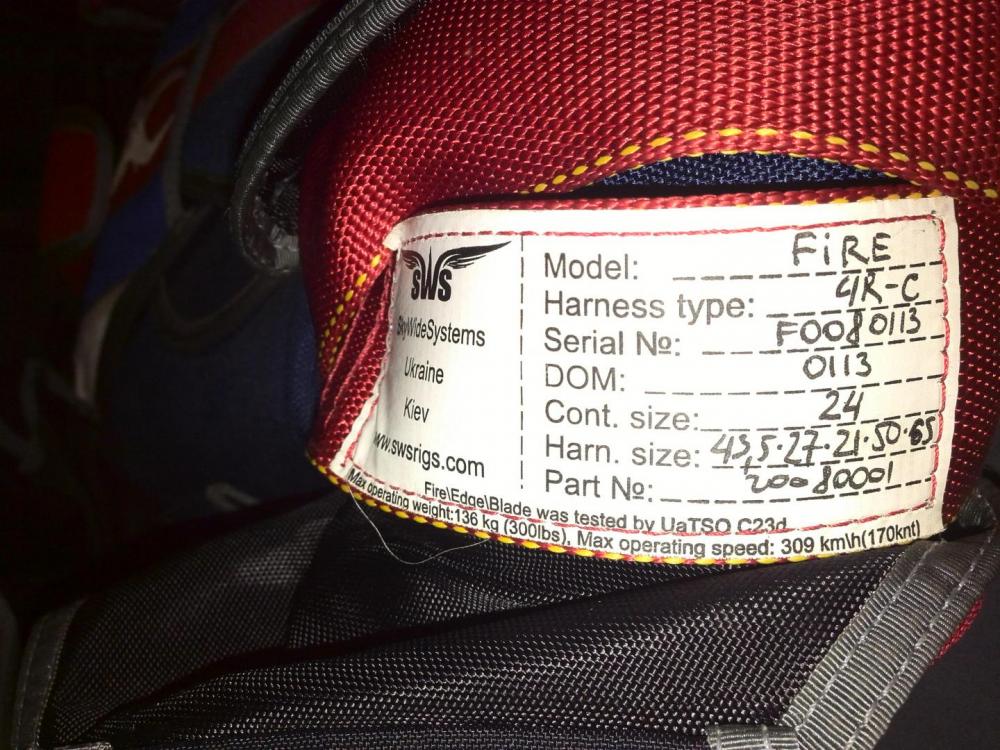 SWS
SkyWideSystems
Ukraine
Kiev
www.swsrigs.com
Model: FiRE
Harness type: 4R-C
Serial №: F0080113
DOM: 0113
Cont. size: 24
Harn. size: 43,5·27·21·50·65
Part №: 20080001
Fire\Edge\Blade was tested by UaTSO C23d
Max operating weight:136 kg (300lbs). Max operating speed: 309 km\h(170knt)